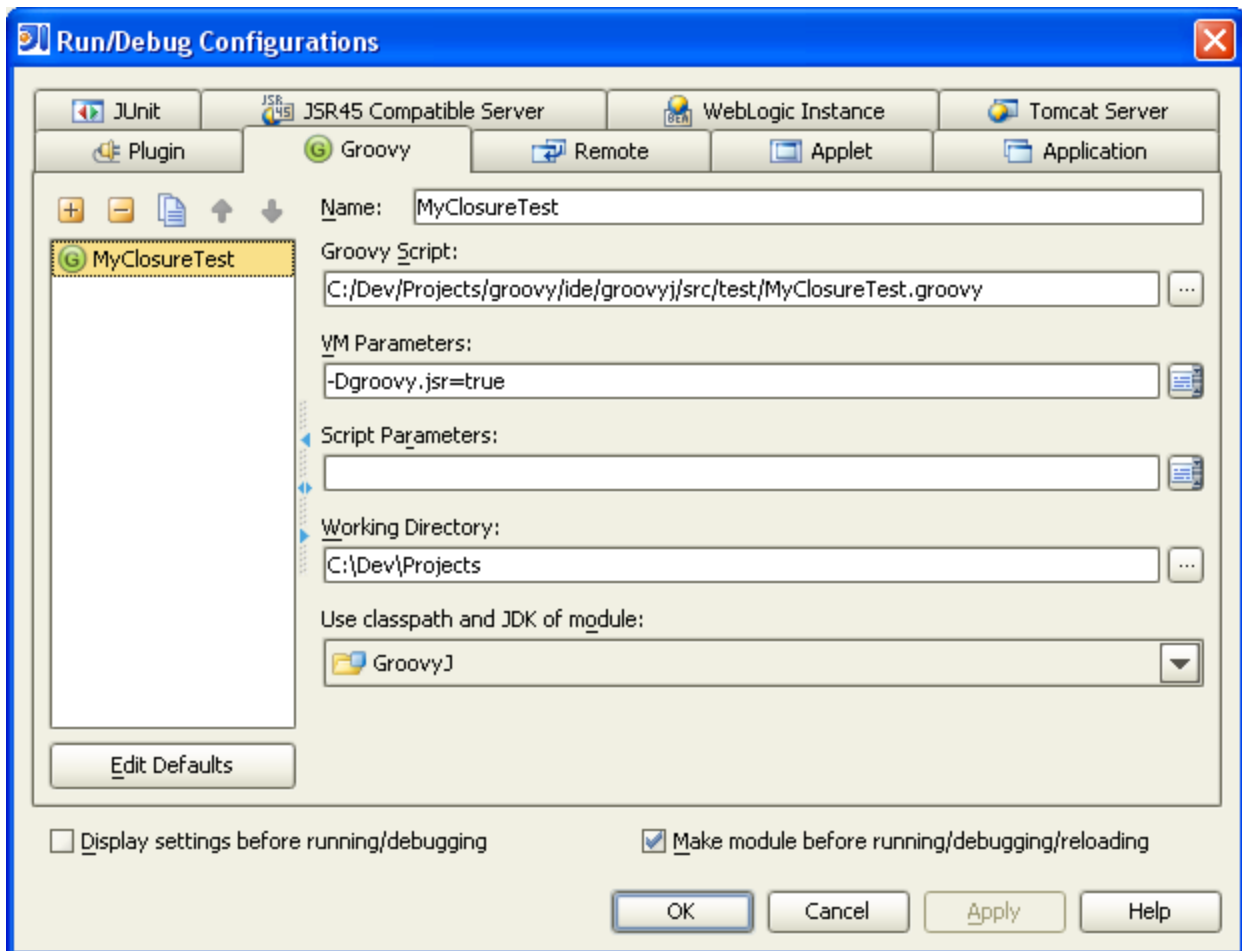 Run/Debug Configurations
JUnit
JSR45 Compatible Server
WebLogic Instance
Tomcat Server
Plugin
Groovy
Remote
Applet
Application
Name:
MyClosureTest
MyClosureTest
Groovy Script:
C:/Dev/Projects/groovy/ide/groovyj/src/test/MyClosureTest.groovy
...
VM Parameters:
-Dgroovy.jsr=true
Script Parameters:
Working Directory:
C:\Dev\Projects
...
Use classpath and JDK of module:
GroovyJ
Edit Defaults
Display settings before running/debugging
Make module before running/debugging/reloading
OK
Cancel
Apply
Help